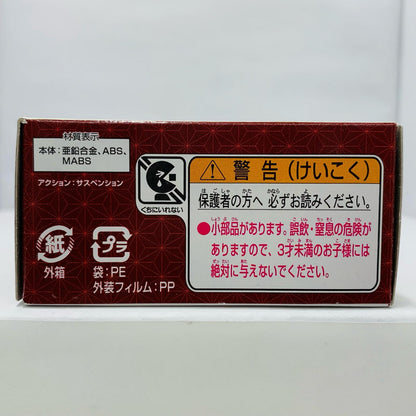 材質表示
本体：亜鉛合金、ABS、
MABS
アクション：サスペンション
くちにいれない
紙
外箱
プラ
袋：PE
外装フィルム：PP
⚠警告（けいこく）
保護者の方へ 必ずお読みください。
●小部品があります。誤飲・窒息の危険が
ありますので、3才未満のお子様には
絶対に与えないでください。